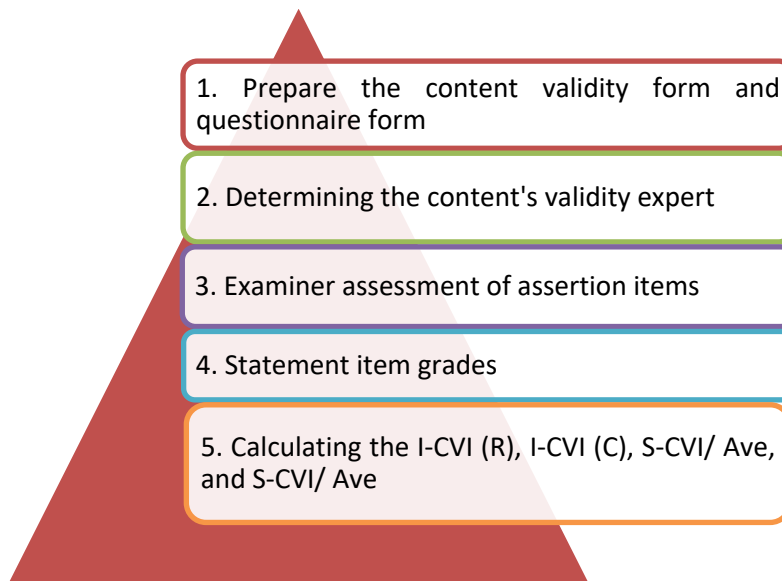 1. Prepare the content validity form and
questionnaire form
2. Determining the content's validity expert
3. Examiner assessment of assertion items
4. Statement item grades
5. Calculating the I-CVI (R), I-CVI (C), S-CVI/ Ave,
and S-CVI/ Ave